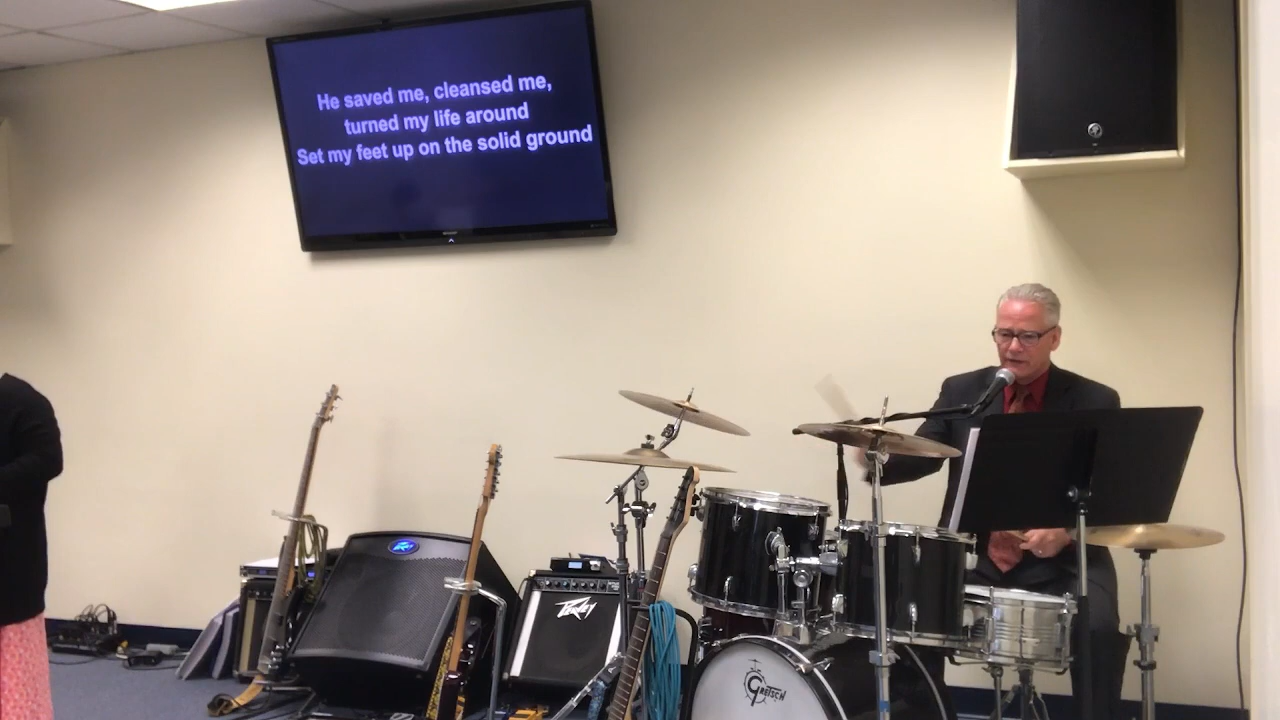 He saved me, cleansed me,
turned my life around
Set my feet up on the solid ground
Peavey
GRETSCH